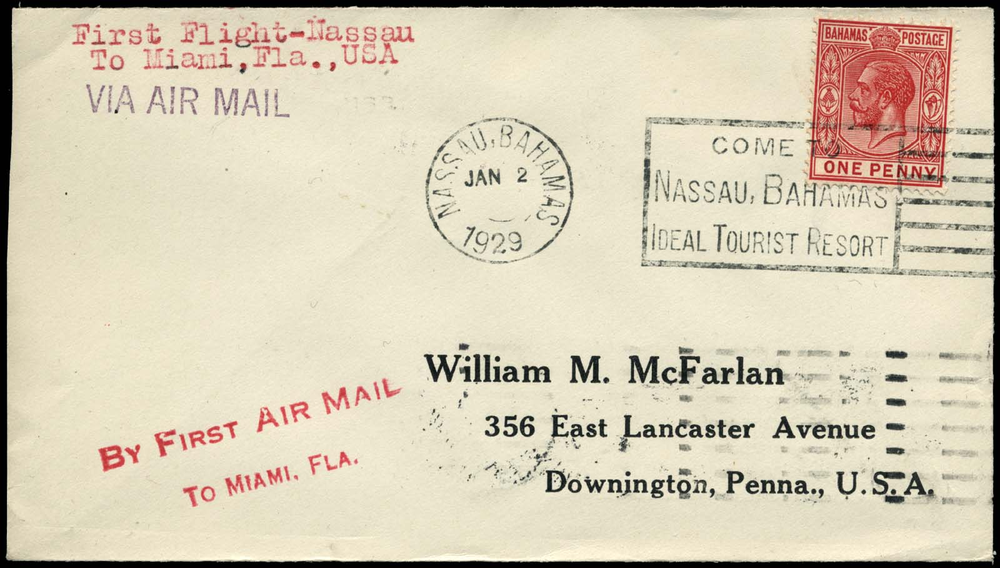 First Flight-Nassau
To Miami, Fla., USA
VIA AIR MAIL
BAHAMAS POSTAGE
ONE PENNY
NASSAU, BAHAMAS
JAN 2
1929
COME TO
NASSAU, BAHAMAS
IDEAL TOURIST RESORT
BY FIRST AIR MAIL
TO MIAMI, FLA.
William M. McFarlan
356 East Lancaster Avenue
Downington, Penna., U. S. A.